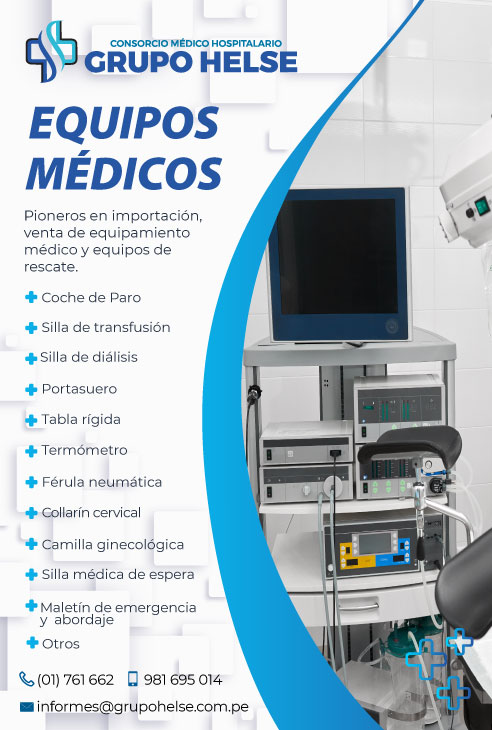 CONSORCIO MÉDICO HOSPITALARIO
GRUPO HELSE
EQUIPOS
MÉDICOS
Pioneros en importación,
venta de equipamiento
médico y equipos de
rescate.
Coche de Paro
Silla de transfusión
Silla de diálisis
Portasuero
Tabla rígida
Termómetro
Férula neumática
Collarín cervical
Camilla ginecológica
Silla médica de espera
Maletín de emergencia
y abordaje
Otros
(01) 761 662 981 695 014
informes@grupohelse.com.pe